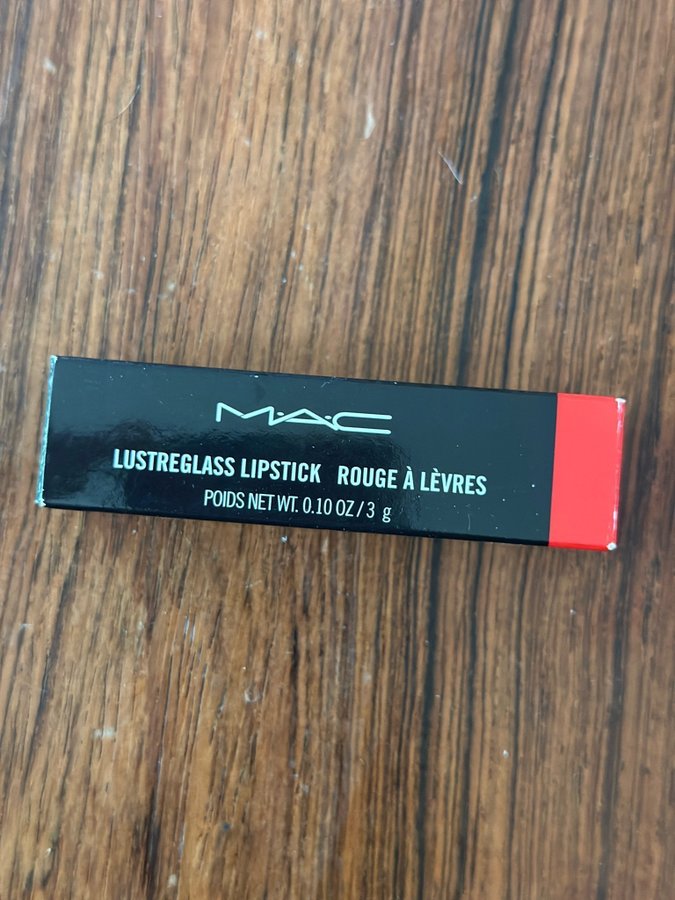 M·A·C
LUSTREGLASS LIPSTICK ROUGE À LÈVRES
POIDS NET WT. 0.10 OZ / 3 g